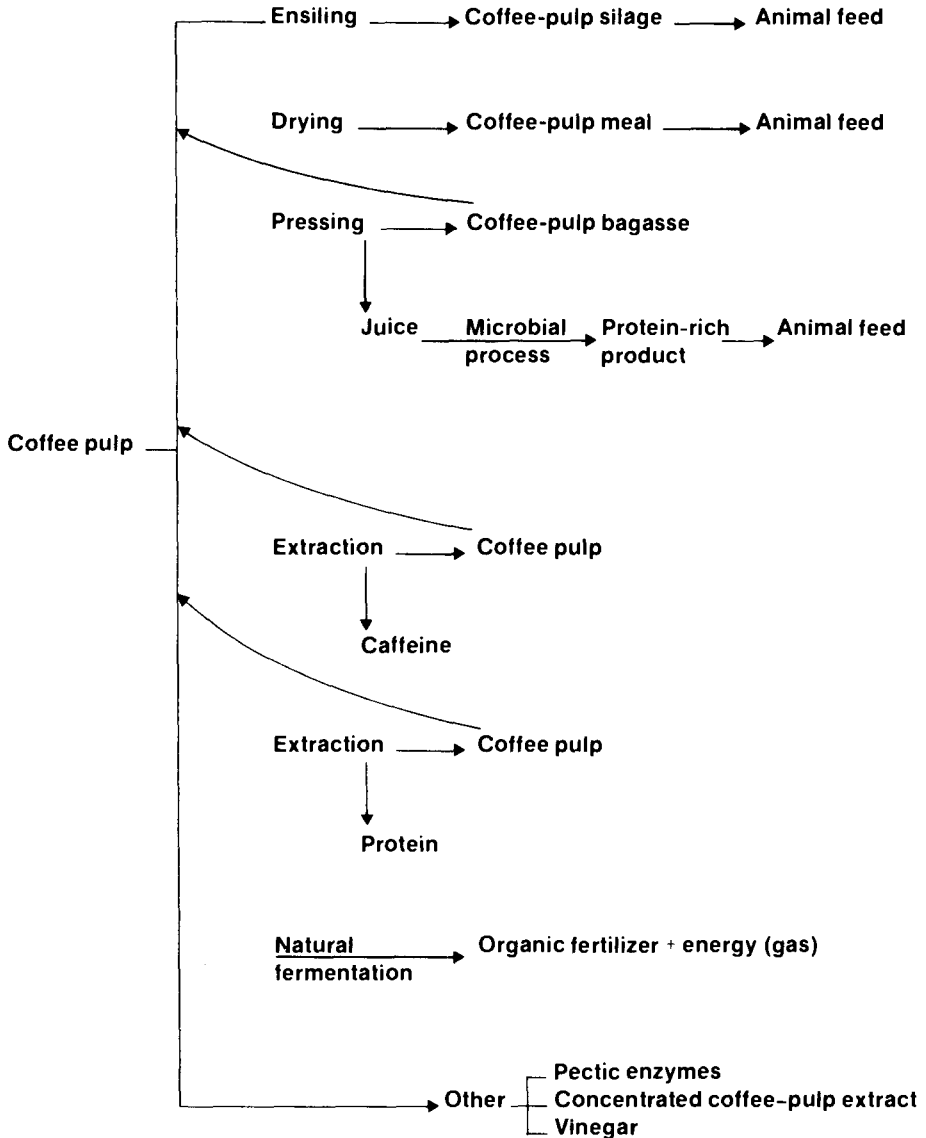 Ensiling Coffee-pulp silage Animal feed
Drying Coffee-pulp meal Animal feed
Pressing Coffee-pulp bagasse
Juice Microbial process Protein-rich product Animal feed
Coffee pulp
Extraction Coffee pulp
Caffeine
Extraction Coffee pulp
Protein
Natural fermentation Organic fertilizer + energy (gas)
Other
Pectic enzymes
Concentrated coffee-pulp extract
Vinegar